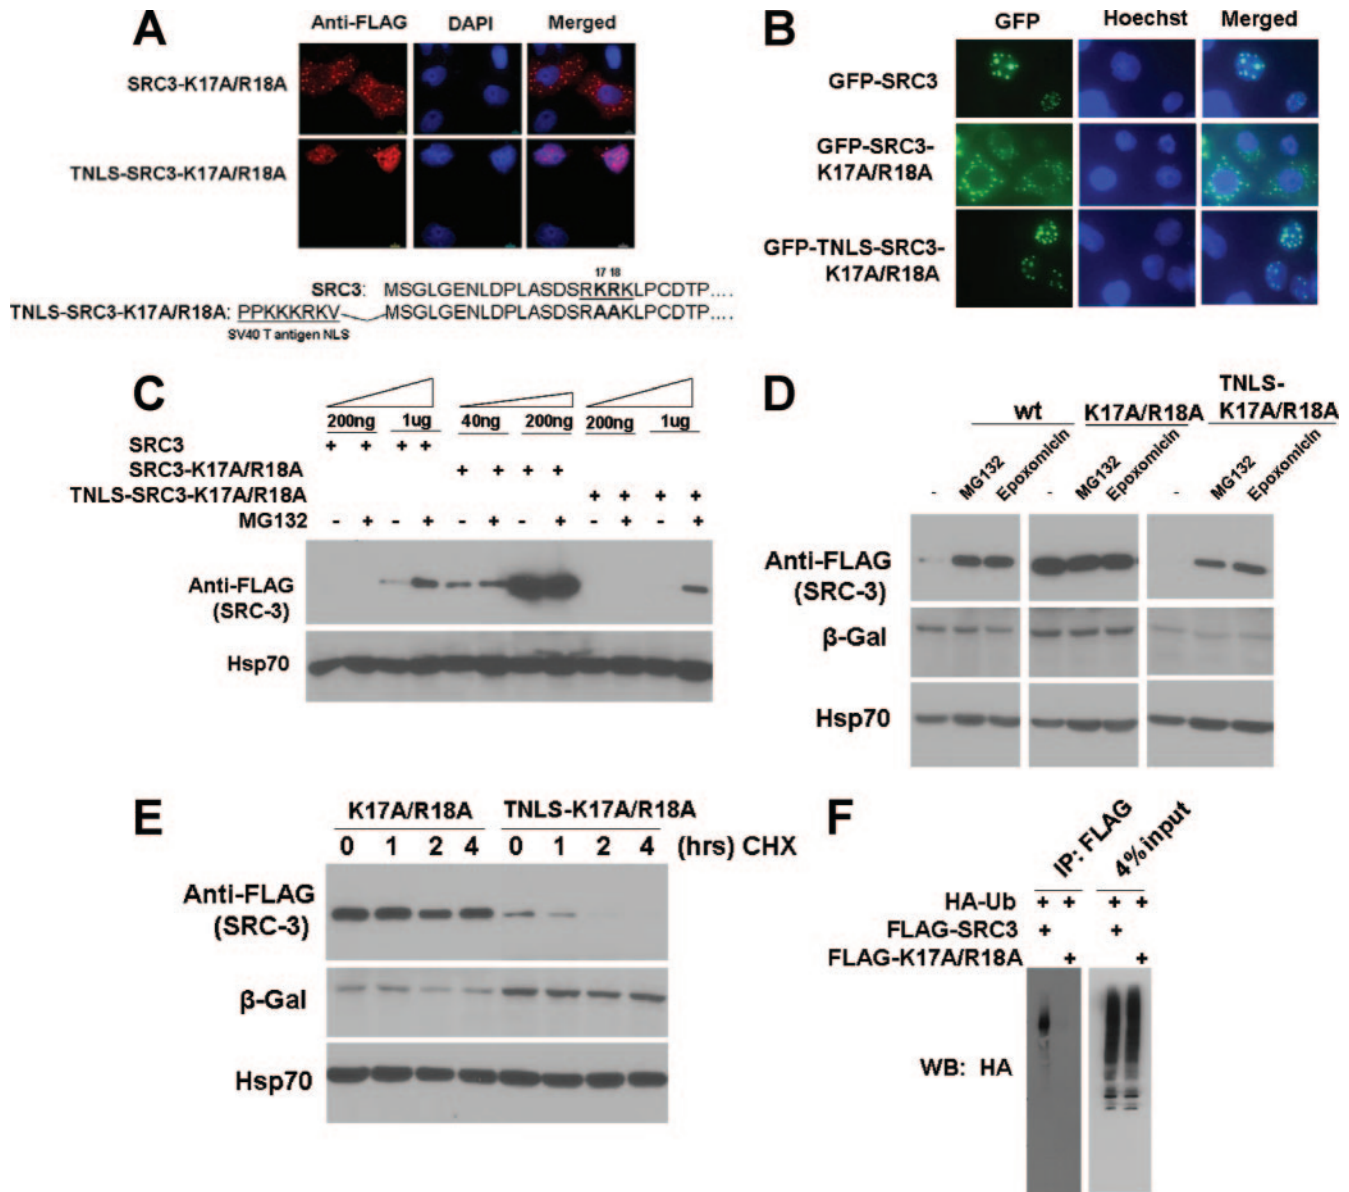 A
Anti-FLAG DAPI Merged
SRC3-K17A/R18A
TNLS-SRC3-K17A/R18A
17 18
SRC3: MSGLGENLDPLASDSRKRKLPCDTP....
TNLS-SRC3-K17A/R18A: PPKKKRKV MSGLGENLDPLASDSRAAKLPCDTP....
SV40 T antigen NLS
B
GFP Hoechst Merged
GFP-SRC3
GFP-SRC3-
K17A/R18A
GFP-TNLS-SRC3-
K17A/R18A
C
200ng 1ug 40ng 200ng 200ng 1ug
SRC3 + + + +
SRC3-K17A/R18A + + + +
TNLS-SRC3-K17A/R18A + + + +
MG132 - + - + - + - + - + - +
Anti-FLAG
(SRC-3)
Hsp70
D
wt K17A/R18A TNLS-
K17A/R18A
- MG132 Epoxomicin - MG132 Epoxomicin - MG132 Epoxomicin
Anti-FLAG
(SRC-3)
β-Gal
Hsp70
E
K17A/R18A TNLS-K17A/R18A
0 1 2 4 0 1 2 4 (hrs) CHX
Anti-FLAG
(SRC-3)
β-Gal
Hsp70
F
IP: FLAG 4% input
HA-Ub + + + +
FLAG-SRC3 + +
FLAG-K17A/R18A + +
WB: HA